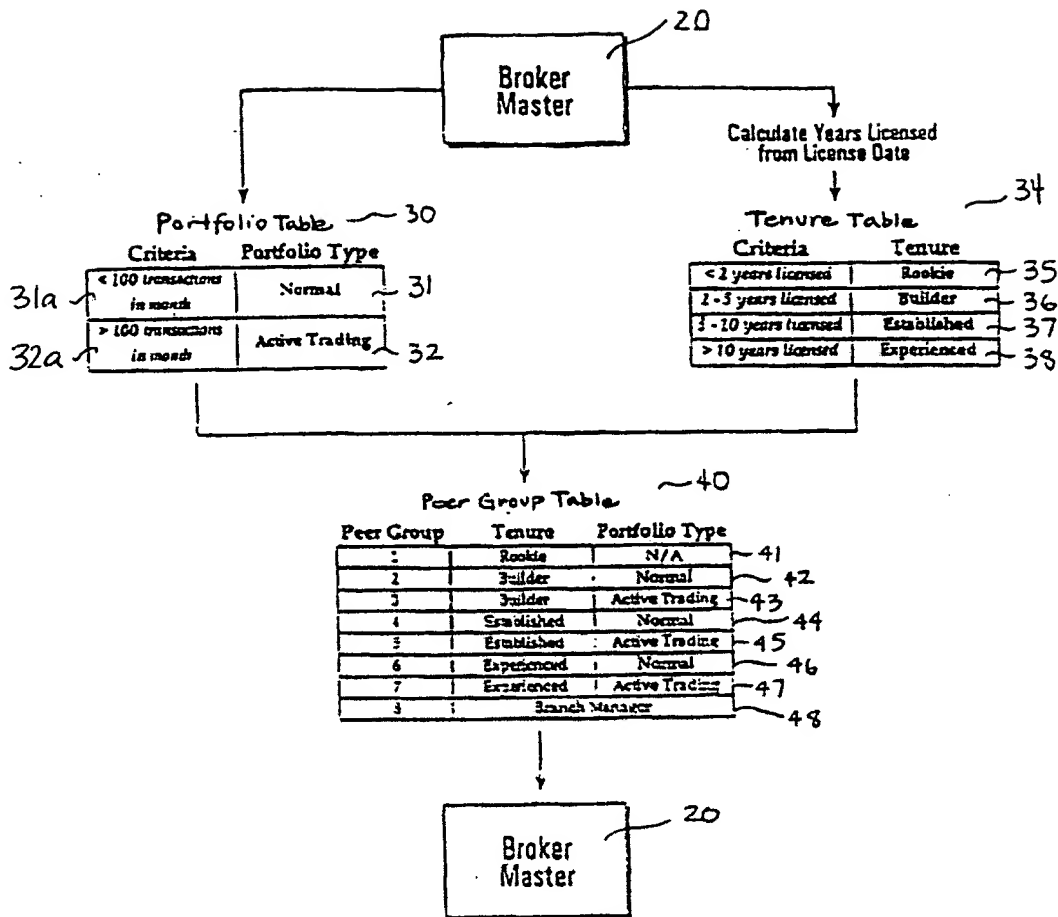 20
Broker
Master
Calculate Years Licensed
from License Date
Portfolio Table 30
Criteria Portfolio Type
31a < 100 transactions in month Normal 31
32a > 100 transactions in month Active Trading 32
34
Tenure Table
Criteria Tenure
< 2 years licensed Rookie 35
2 - 5 years licensed Builder 36
5 - 10 years licensed Established 37
> 10 years licensed Experienced 38
40
Peer Group Table
Peer Group Tenure Portfolio Type
1 Rookie N/A 41
2 Builder Normal 42
3 Builder Active Trading 43
4 Established Normal 44
5 Established Active Trading 45
6 Experienced Normal 46
7 Experienced Active Trading 47
8 Branch Manager 48
20
Broker
Master